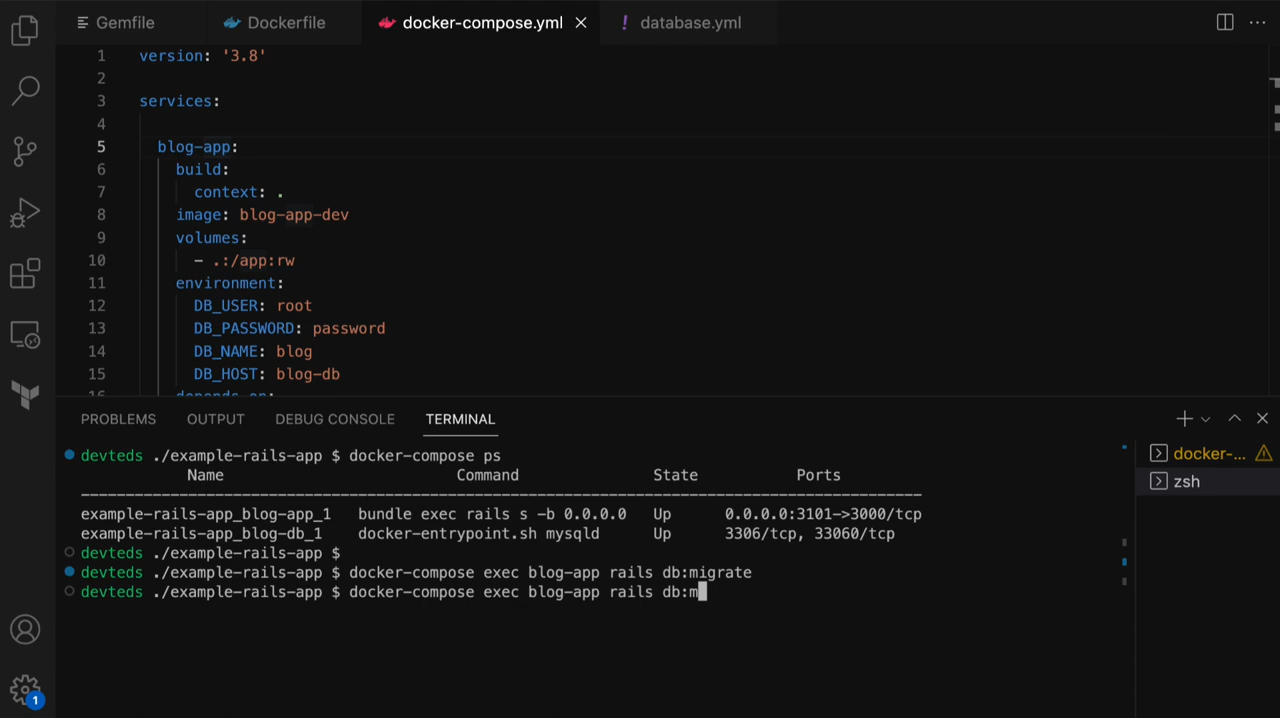 Gemfile
Dockerfile
docker-compose.yml
! database.yml
1 version: '3.8'
2
3 services:
4
5 blog-app:
6 build:
7 context: .
8 image: blog-app-dev
9 volumes:
10 - .:/app:rw
11 environment:
12 DB_USER: root
13 DB_PASSWORD: password
14 DB_NAME: blog
15 DB_HOST: blog-db
16 depends_on:
PROBLEMS OUTPUT DEBUG CONSOLE TERMINAL
devteds ./example-rails-app $ docker-compose ps
Name Command State Ports
--------------------------------------------------------------------------------------------
example-rails-app_blog-app_1 bundle exec rails s -b 0.0.0.0 Up 0.0.0.0:3101->3000/tcp
example-rails-app_blog-db_1 docker-entrypoint.sh mysqld Up 3306/tcp, 33060/tcp
devteds ./example-rails-app $
devteds ./example-rails-app $ docker-compose exec blog-app rails db:migrate
devteds ./example-rails-app $ docker-compose exec blog-app rails db:m
docker-...
zsh
1